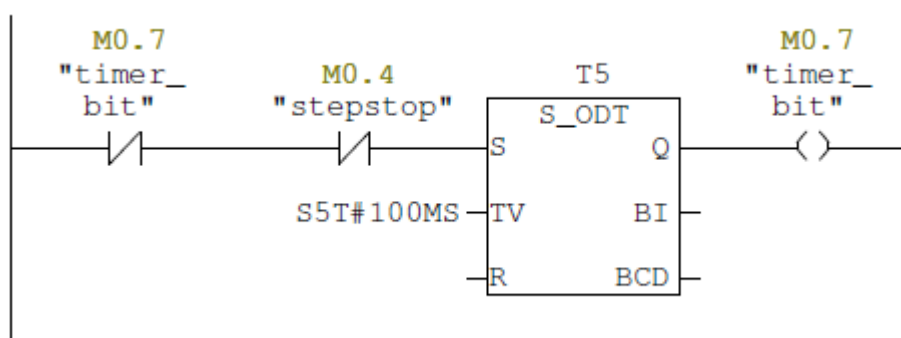 M0.7
"timer_
bit"
M0.4
"stepstop"
T5
M0.7
"timer_
bit"
S_ODT
S
Q
S5T#100MS
TV
BI
R
BCD